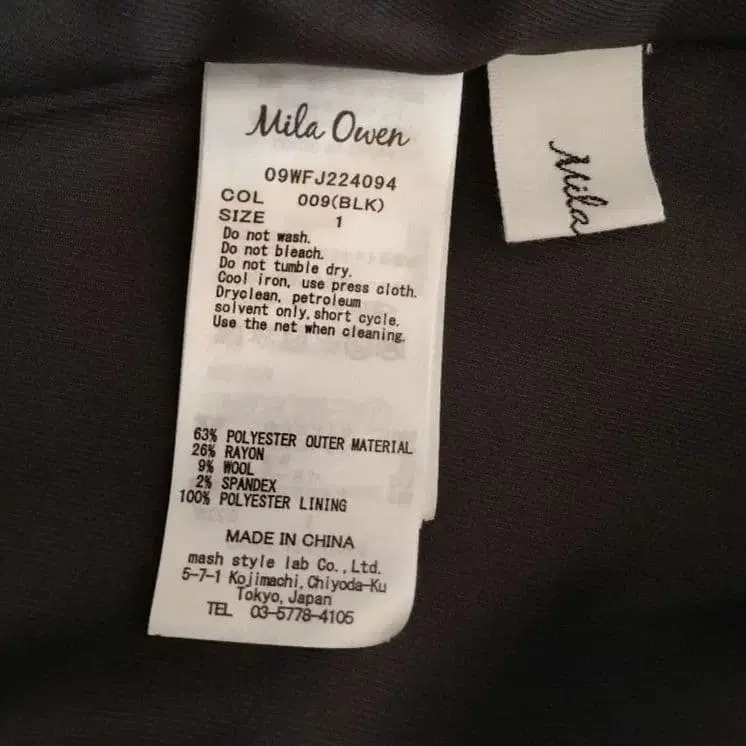 Mila Owen
09WFJ224094
COL 009(BLK)
SIZE 1
Do not wash.
Do not bleach.
Do not tumble dry.
Cool iron, use press cloth.
Dryclean, petroleum
solvent only, short cycle.
Use the net when cleaning.
63% POLYESTER OUTER MATERIAL
26% RAYON
9% WOOL
2% SPANDEX
100% POLYESTER LINING
MADE IN CHINA
mash style lab Co.,Ltd.
5-7-1 Kojimachi,Chiyoda-Ku
Tokyo,Japan
TEL 03-5778-4105
Mila